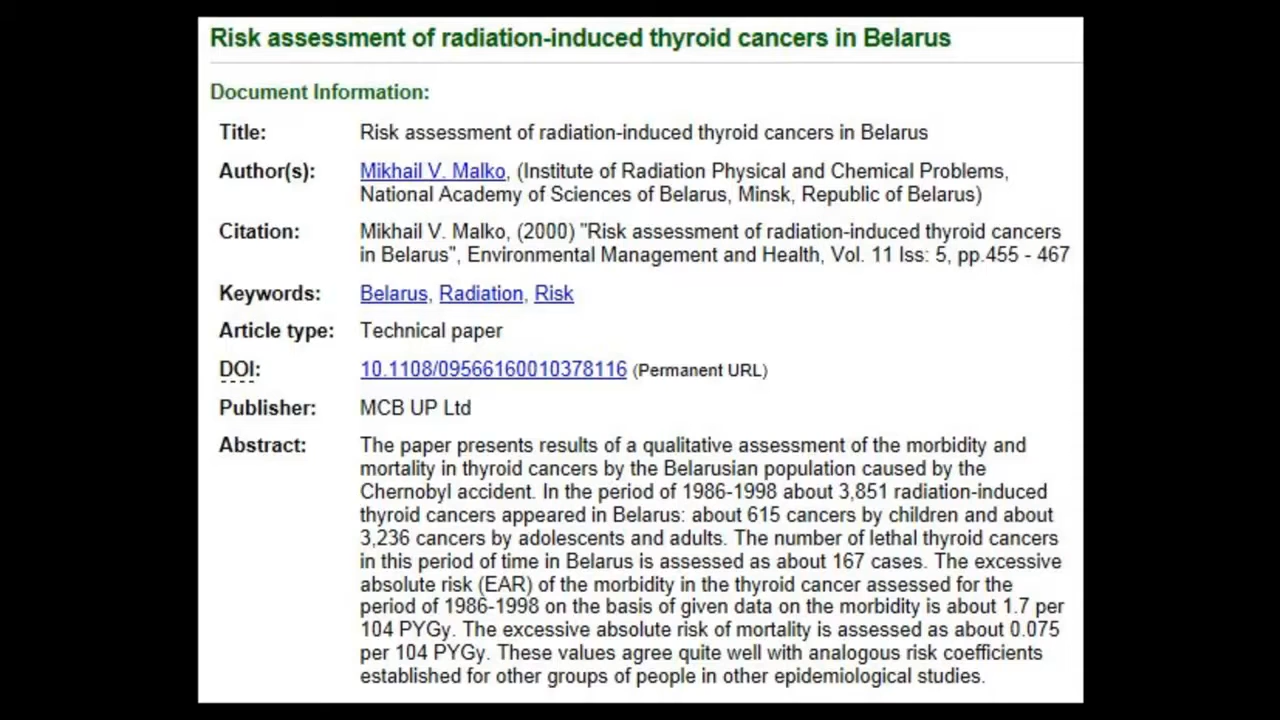 Risk assessment of radiation-induced thyroid cancers in Belarus
Document Information:
Title: Risk assessment of radiation-induced thyroid cancers in Belarus
Author(s): Mikhail V. Malko, (Institute of Radiation Physical and Chemical Problems,
National Academy of Sciences of Belarus, Minsk, Republic of Belarus)
Citation: Mikhail V. Malko, (2000) "Risk assessment of radiation-induced thyroid cancers
in Belarus", Environmental Management and Health, Vol. 11 Iss: 5, pp.455 - 467
Keywords: Belarus, Radiation, Risk
Article type: Technical paper
DOI: 10.1108/09566160010378116 (Permanent URL)
Publisher: MCB UP Ltd
Abstract: The paper presents results of a qualitative assessment of the morbidity and
mortality in thyroid cancers by the Belarusian population caused by the
Chernobyl accident. In the period of 1986-1998 about 3,851 radiation-induced
thyroid cancers appeared in Belarus: about 615 cancers by children and about
3,236 cancers by adolescents and adults. The number of lethal thyroid cancers
in this period of time in Belarus is assessed as about 167 cases. The excessive
absolute risk (EAR) of the morbidity in the thyroid cancer assessed for the
period of 1986-1998 on the basis of given data on the morbidity is about 1.7 per
104 PYGy. The excessive absolute risk of mortality is assessed as about 0.075
per 104 PYGy. These values agree quite well with analogous risk coefficients
established for other groups of people in other epidemiological studies.